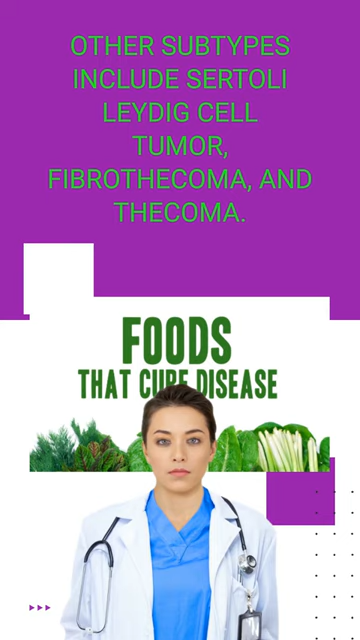 OTHER SUBTYPES
INCLUDE SERTOLI
LEYDIG CELL
TUMOR,
FIBROTHECOMA, AND
THECOMA.
FOODS
THAT CURE DISEASE